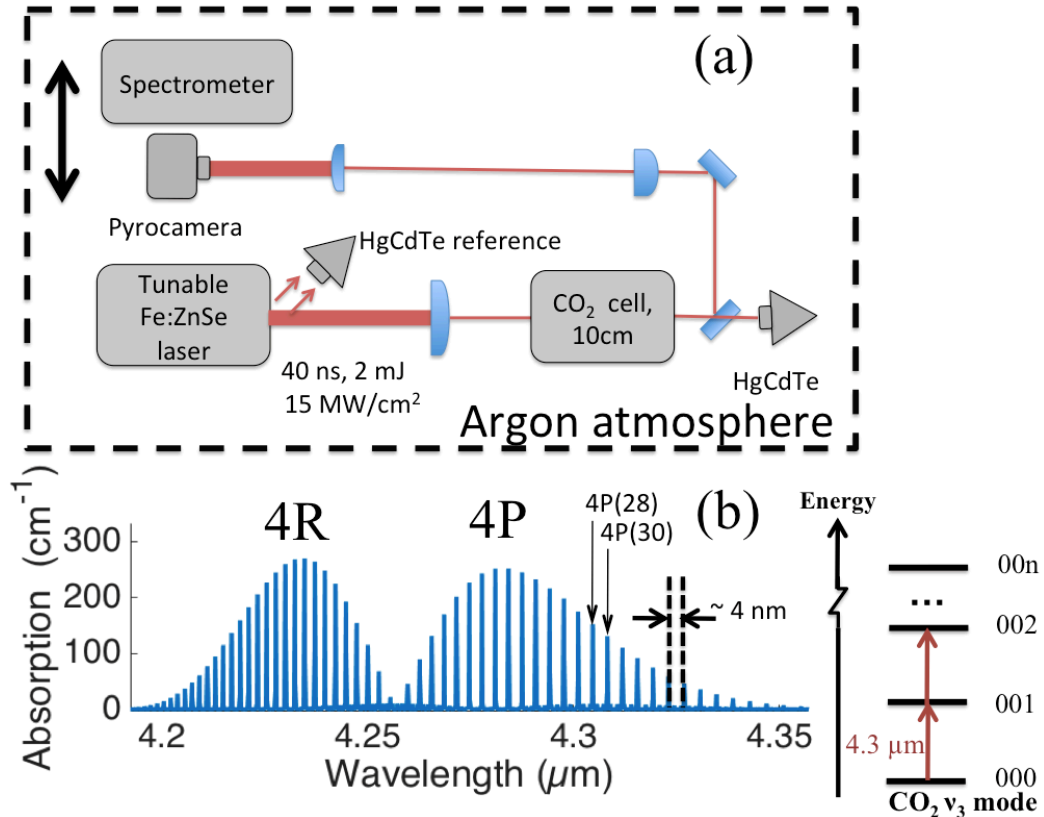 (a)
Spectrometer
Pyrocamera
HgCdTe reference
Tunable
Fe:ZnSe
laser
CO₂ cell,
10cm
40 ns, 2 mJ
15 MW/cm²
HgCdTe
Argon atmosphere
(b)
4R
4P
4P(28)
4P(30)
~ 4 nm
Absorption (cm⁻¹)
300
200
100
0
4.2
4.25
4.3
4.35
Wavelength (μm)
Energy
00n
...
002
001
4.3 μm
000
CO₂ ν₃ mode